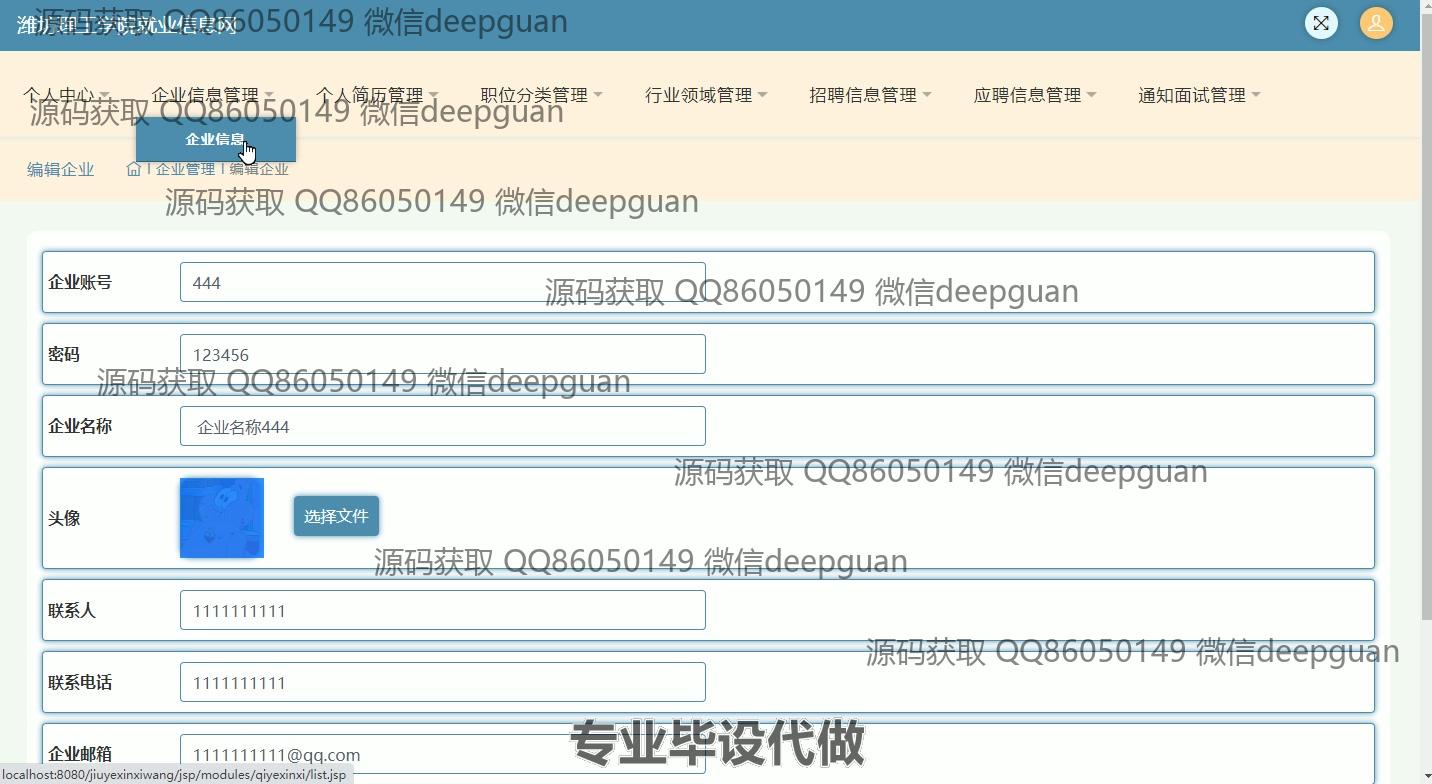 潍坊理工学院就业信息网
源码获取 QQ86050149 微信deepguan
个人中心 企业信息管理 个人简历管理 职位分类管理 行业领域管理 招聘信息管理 应聘信息管理 通知面试管理
源码获取 QQ86050149 微信deepguan
企业信息
编辑企业 企业管理 编辑企业
源码获取 QQ86050149 微信deepguan
企业账号 444
源码获取 QQ86050149 微信deepguan
密码 123456
源码获取 QQ86050149 微信deepguan
企业名称 企业名称444
源码获取 QQ86050149 微信deepguan
头像 选择文件
源码获取 QQ86050149 微信deepguan
联系人 1111111111
源码获取 QQ86050149 微信deepguan
联系电话 1111111111
专业毕设代做
企业邮箱 1111111111@qq.com
localhost:8080/jiuyexinxiwang/jsp/modules/qiyexinxi/list.jsp